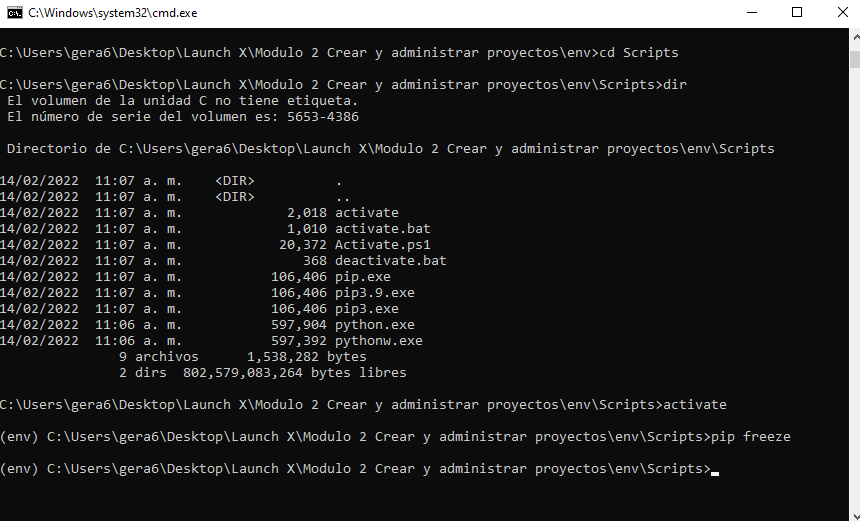 C:\Windows\system32\cmd.exe
C:\Users\gera6\Desktop\Launch X\Modulo 2 Crear y administrar proyectos\env>cd Scripts
C:\Users\gera6\Desktop\Launch X\Modulo 2 Crear y administrar proyectos\env\Scripts>dir
 El volumen de la unidad C no tiene etiqueta.
 El número de serie del volumen es: 5653-4386
 Directorio de C:\Users\gera6\Desktop\Launch X\Modulo 2 Crear y administrar proyectos\env\Scripts
14/02/2022  11:07 a. m.    <DIR>          .
14/02/2022  11:07 a. m.    <DIR>          ..
14/02/2022  11:07 a. m.             2,018 activate
14/02/2022  11:07 a. m.             1,010 activate.bat
14/02/2022  11:07 a. m.            20,372 Activate.ps1
14/02/2022  11:07 a. m.               368 deactivate.bat
14/02/2022  11:07 a. m.           106,406 pip.exe
14/02/2022  11:07 a. m.           106,406 pip3.9.exe
14/02/2022  11:07 a. m.           106,406 pip3.exe
14/02/2022  11:06 a. m.           597,904 python.exe
14/02/2022  11:06 a. m.           597,392 pythonw.exe
               9 archivos      1,538,282 bytes
               2 dirs  802,579,083,264 bytes libres
C:\Users\gera6\Desktop\Launch X\Modulo 2 Crear y administrar proyectos\env\Scripts>activate
(env) C:\Users\gera6\Desktop\Launch X\Modulo 2 Crear y administrar proyectos\env\Scripts>pip freeze
(env) C:\Users\gera6\Desktop\Launch X\Modulo 2 Crear y administrar proyectos\env\Scripts>